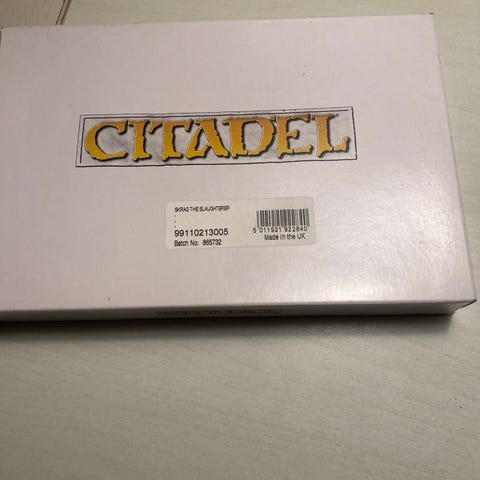 CITADEL
SKRAG THE SLAUGHTERER
-
-
-
99110213005
Batch No: 865732
5 011921 922840
Made in the UK